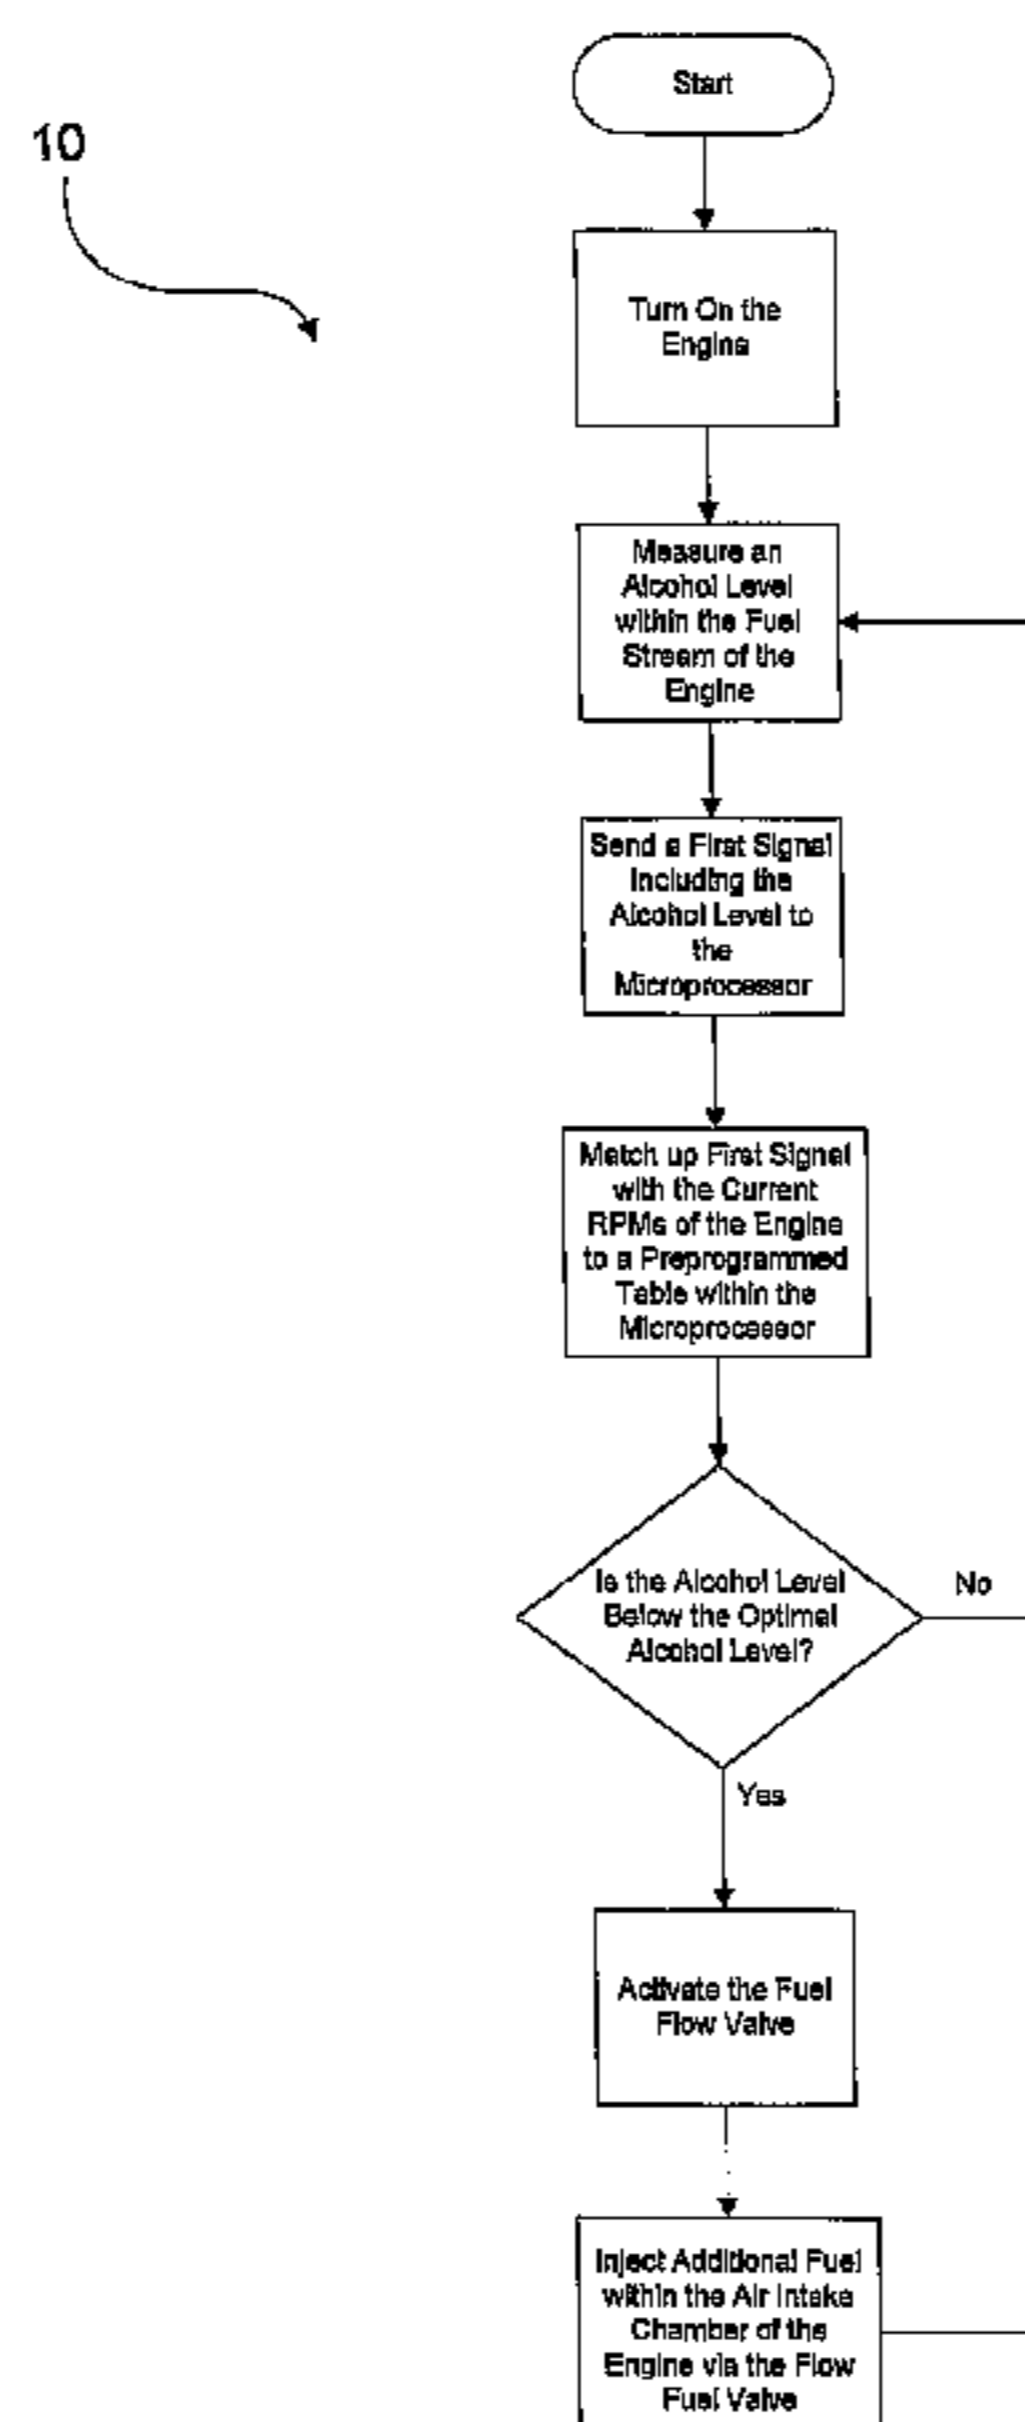 Start
10
Turn On the
Engine
Measure an
Alcohol Level
within the Fuel
Stream of the
Engine
Send a First Signal
Including the
Alcohol Level to
the
Microprocessor
Match up First Signal
with the Current
RPMs of the Engine
to a Preprogrammed
Table within the
Microprocessor
Is the Alcohol Level
Below the Optimal
Alcohol Level?
No
Yes
Activate the Fuel
Flow Valve
Inject Additional Fuel
within the Air Intake
Chamber of the
Engine via the Flow
Fuel Valve